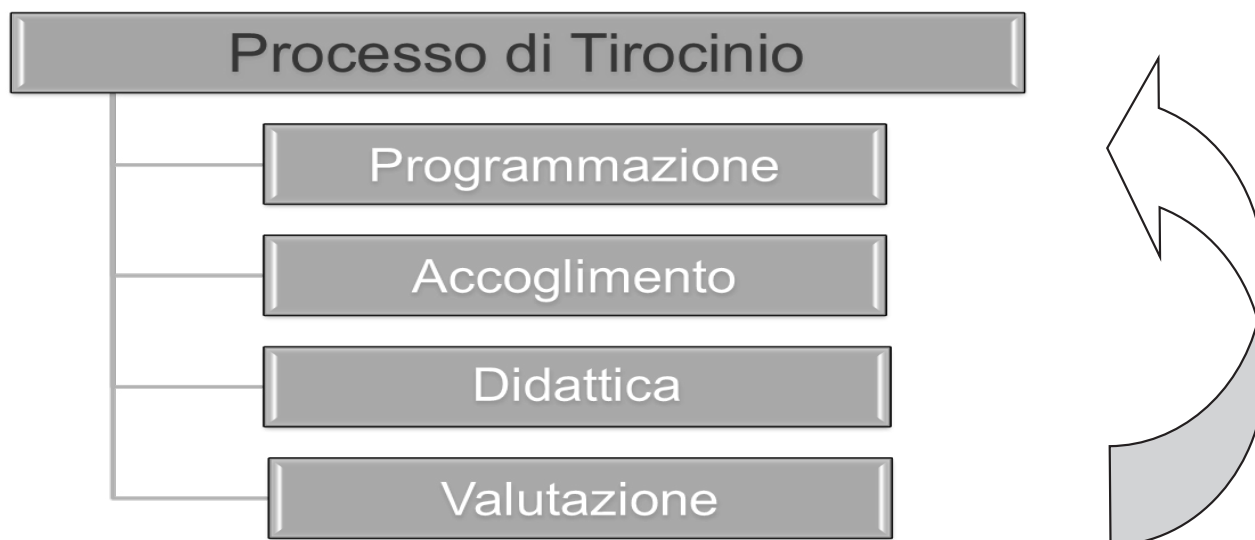 Processo di Tirocinio
Programmazione
Accoglimento
Didattica
Valutazione